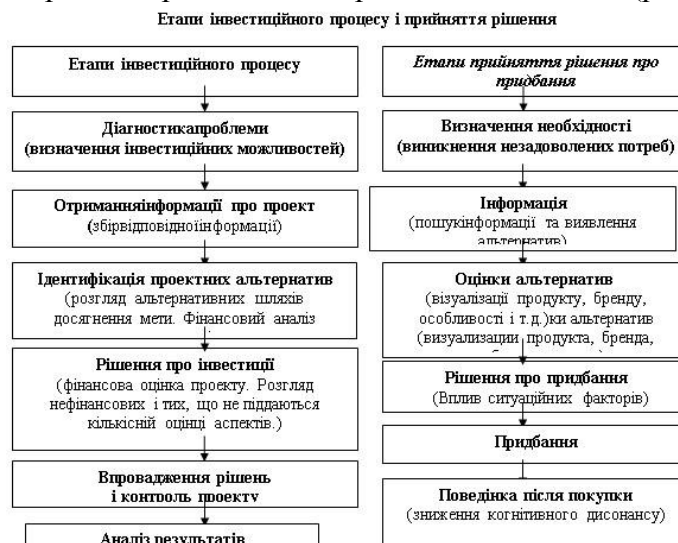 Етапи інвестиційного процесу і прийняття рішення
Етапи інвестиційного процесу
Діагностикапроблеми
(визначення інвестиційних можливостей)
Отриманняінформації про проект
(збірвідповідноїінформації)
Ідентифікація проектних альтернатив
(розгляд альтернативних шляхів
досягнення мети. Фінансовий аналіз
Рішення про інвестиції
(фінансова оцінка проекту. Розгляд
нефінансових і тих, що не піддаються
кількісній оцінці аспектів.)
Впровадження рішень
і контроль проекту
Аналіз результатів
Етапи прийняття рішення про
придбання
Визначення необхідності
(виникнення незадоволених потреб)
Інформація
(пошукінформації та виявлення
альтернатив)
Оцінки альтернатив
(візуалізації продукту, бренду,
особливості і т.д.)ки альтернатив
(визуализации продукта, бренда,
Рішення про придбання
(Вплив ситуаційних факторів)
Придбання
Поведінка після покупки
(зниження когнітивного дисонансу)